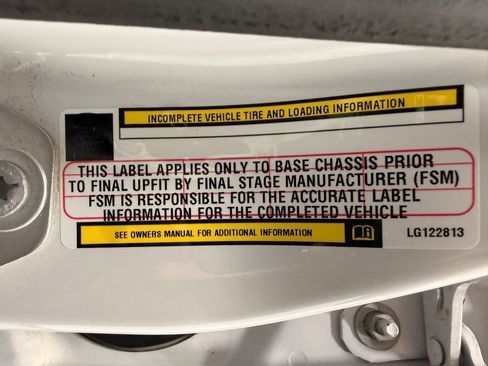 INCOMPLETE VEHICLE TIRE AND LOADING INFORMATION
THIS LABEL APPLIES ONLY TO BASE CHASSIS PRIOR
TO FINAL UPFIT BY FINAL STAGE MANUFACTURER (FSM)
FSM IS RESPONSIBLE FOR THE ACCURATE LABEL
INFORMATION FOR THE COMPLETED VEHICLE
SEE OWNERS MANUAL FOR ADDITIONAL INFORMATION
LG122813